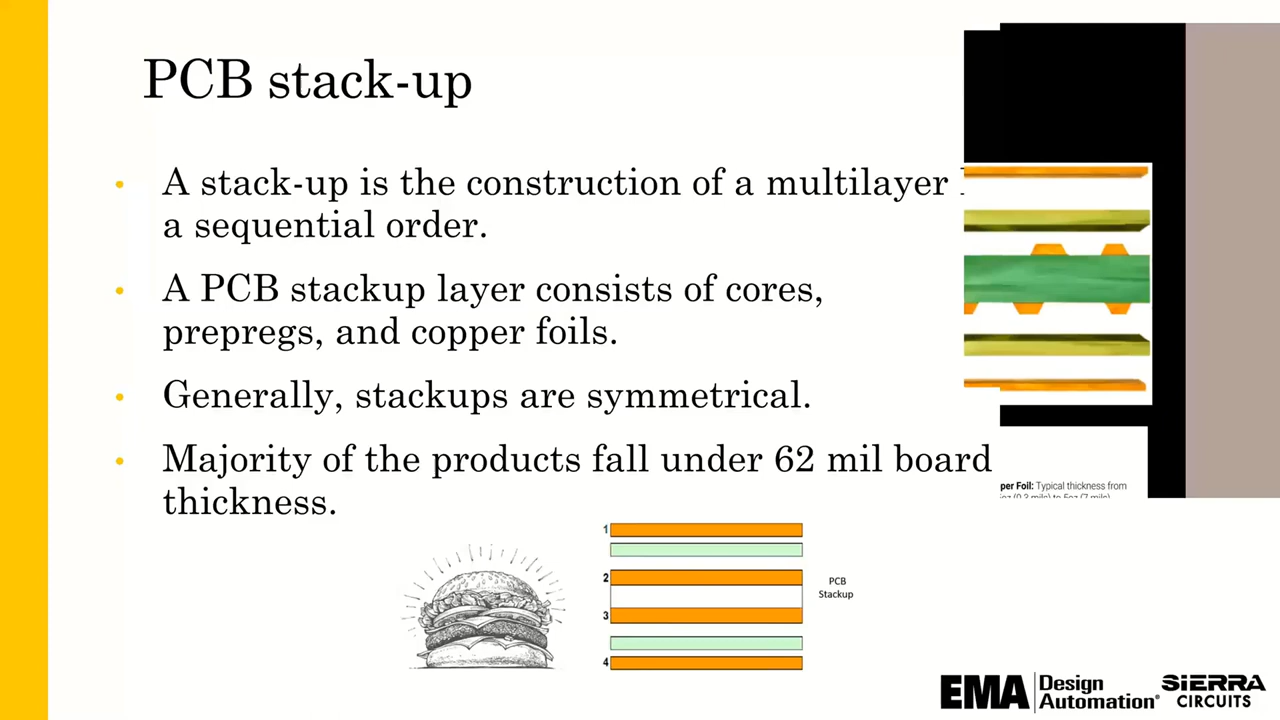 PCB stack-up
• A stack-up is the construction of a multilayer
a sequential order.
• A PCB stackup layer consists of cores,
prepregs, and copper foils.
• Generally, stackups are symmetrical.
• Majority of the products fall under 62 mil board
thickness.
per Foil: Typical thickness from
1
2
3
4
PCB
Stackup
EMA Design
Automation
SIERRA
CIRCUITS